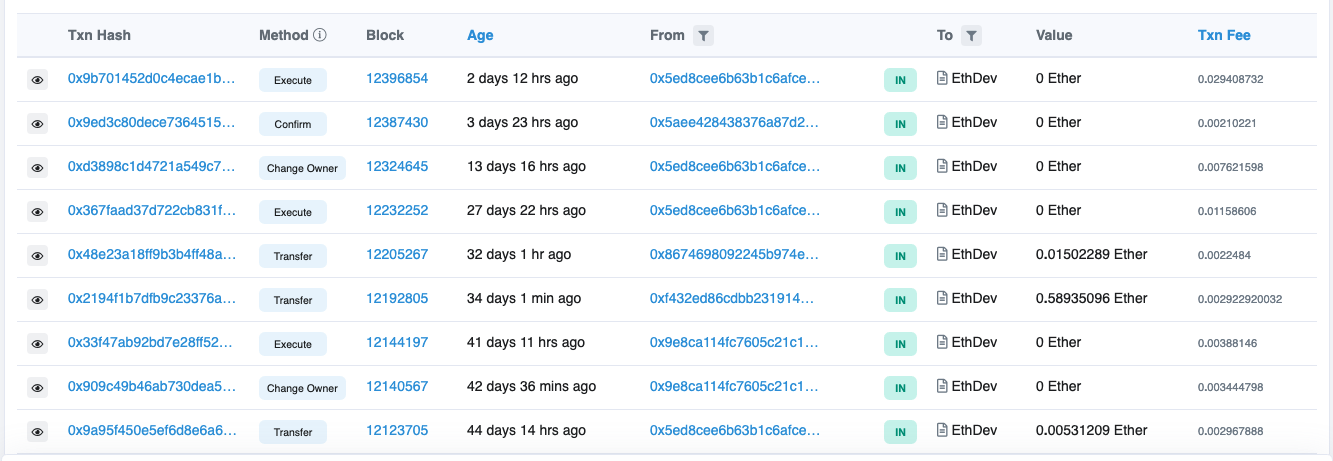 Txn Hash Method Block Age From To Value Txn Fee
0x9b701452d0c4ecae1b... Execute 12396854 2 days 12 hrs ago 0x5ed8cee6b63b1c6afce... IN EthDev 0 Ether 0.029408732
0x9ed3c80dece7364515... Confirm 12387430 3 days 23 hrs ago 0x5aee428438376a87d2... IN EthDev 0 Ether 0.00210221
0xd3898c1d4721a549c7... Change Owner 12324645 13 days 16 hrs ago 0x5ed8cee6b63b1c6afce... IN EthDev 0 Ether 0.007621598
0x367faad37d722cb831f... Execute 12232252 27 days 22 hrs ago 0x5ed8cee6b63b1c6afce... IN EthDev 0 Ether 0.01158606
0x48e23a18ff9b3b4ff48a... Transfer 12205267 32 days 1 hr ago 0x8674698092245b974e... IN EthDev 0.01502289 Ether 0.0022484
0x2194f1b7dfb9c23376a... Transfer 12192805 34 days 1 min ago 0xf432ed86cdbb231914... IN EthDev 0.58935096 Ether 0.002922920032
0x33f47ab92bd7e28ff52... Execute 12144197 41 days 11 hrs ago 0x9e8ca114fc7605c21c1... IN EthDev 0 Ether 0.00388146
0x909c49b46ab730dea5... Change Owner 12140567 42 days 36 mins ago 0x9e8ca114fc7605c21c1... IN EthDev 0 Ether 0.003444798
0x9a95f450e5ef6d8e6a6... Transfer 12123705 44 days 14 hrs ago 0x5ed8cee6b63b1c6afce... IN EthDev 0.00531209 Ether 0.002967888